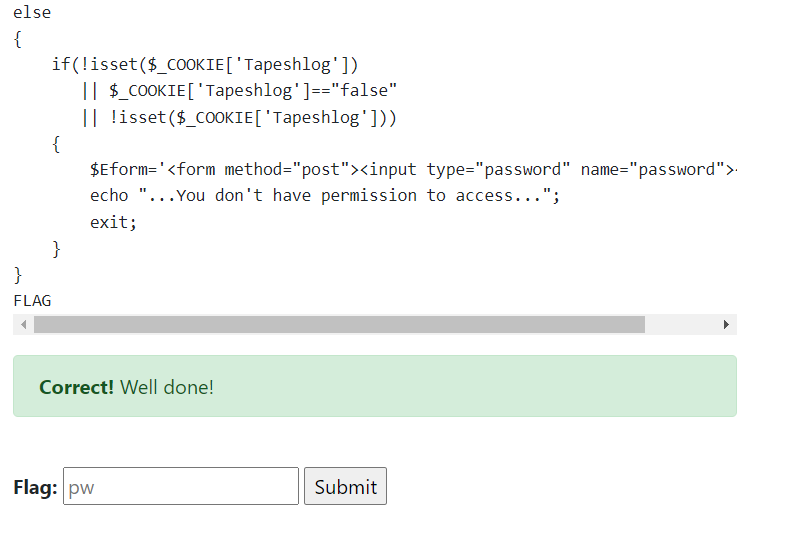 else
{
    if(!isset($_COOKIE['Tapeshlog'])
       || $_COOKIE['Tapeshlog']=="false"
       || !isset($_COOKIE['Tapeshlog']))
    {
        $Eform='<form method="post"><input type="password" name="password">
        echo "...You don't have permission to access...";
        exit;
    }
}
FLAG
Correct! Well done!
Flag: pw Submit